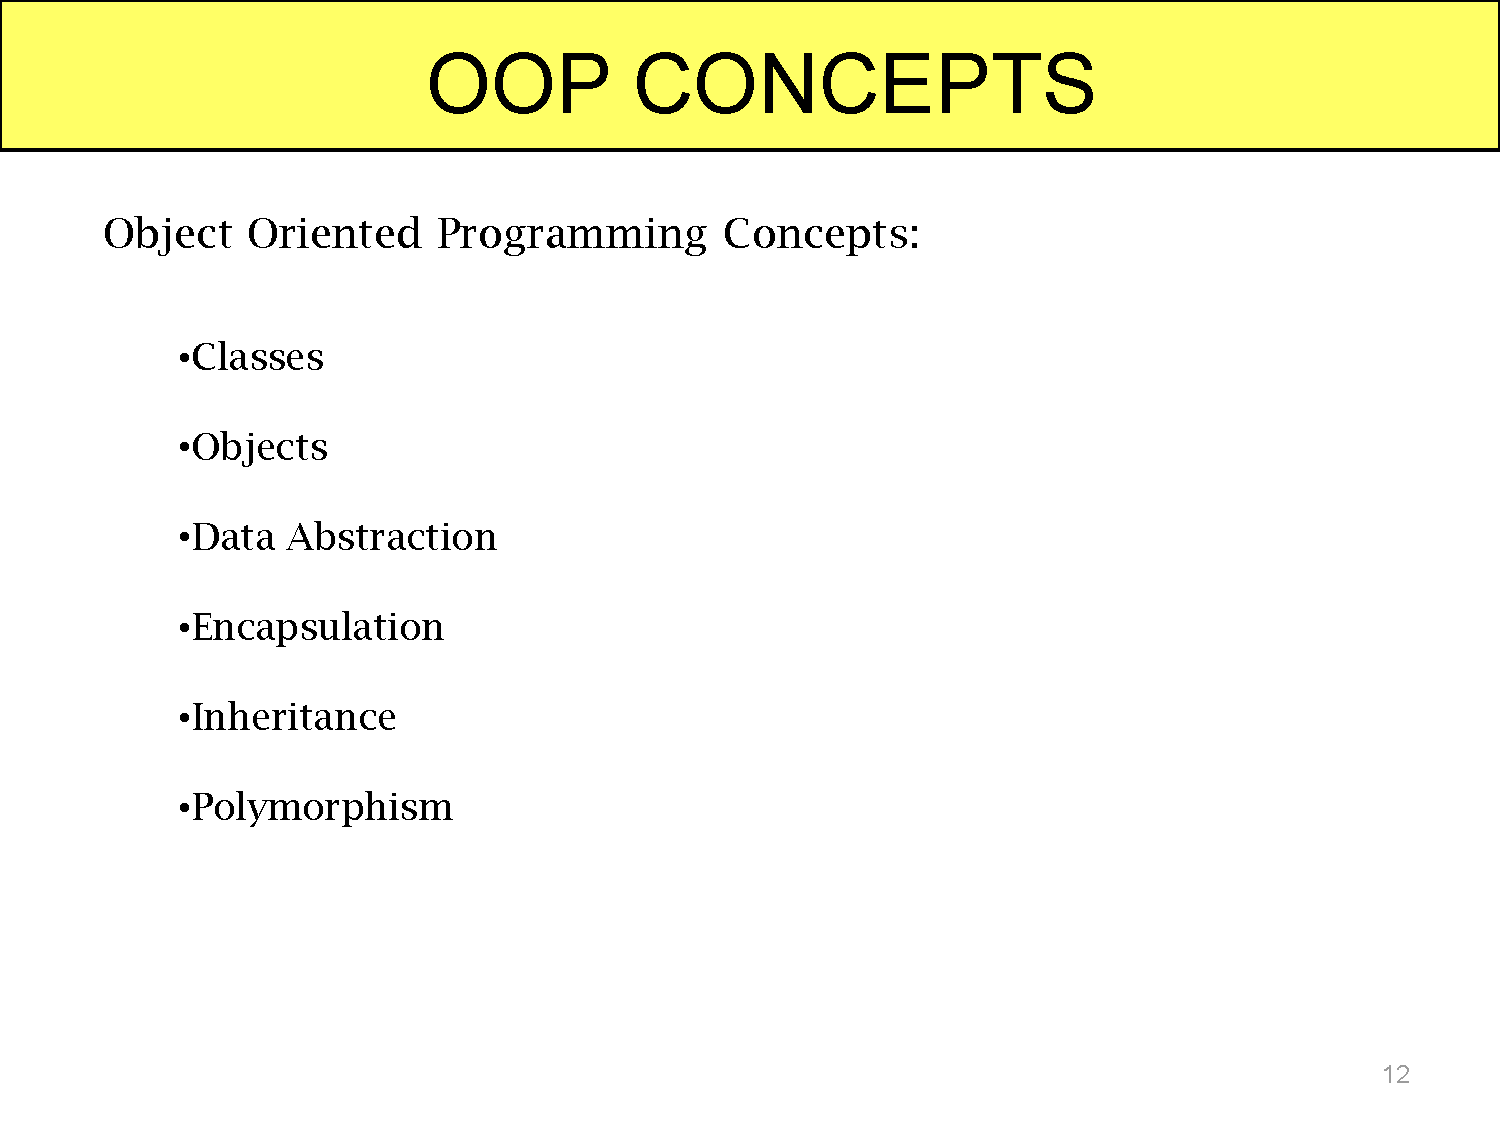 OOP CONCEPTS
Object Oriented Programming Concepts:
•Classes
•Objects
•Data Abstraction
•Encapsulation
•Inheritance
•Polymorphism
12